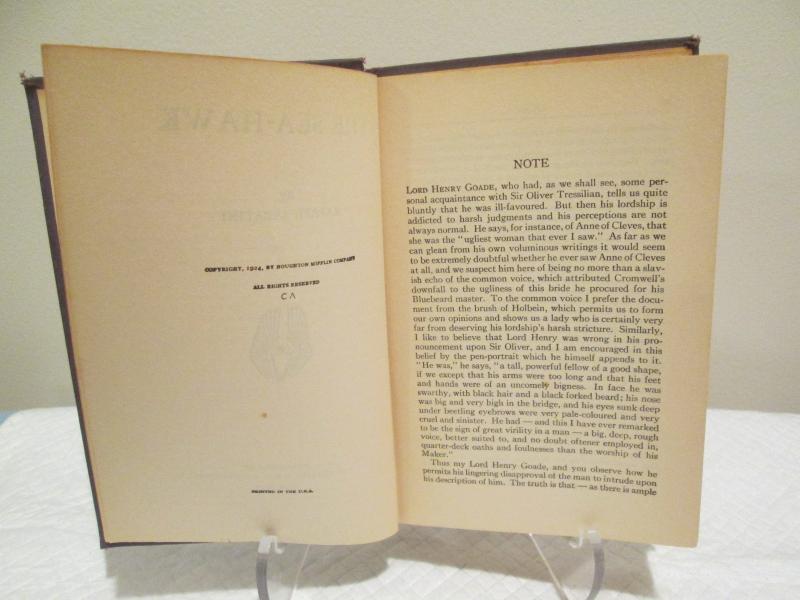 COPYRIGHT, 1924, BY HOUGHTON MIFFLIN COMPANY
ALL RIGHTS RESERVED
CA
PRINTED IN THE U.S.A.
NOTE
LORD HENRY GOADE, who had, as we shall see, some per-
sonal acquaintance with Sir Oliver Tressilian, tells us quite
bluntly that he was ill-favoured. But then his lordship is
addicted to harsh judgments and his perceptions are not
always normal. He says, for instance, of Anne of Cleves, that
she was the "ugliest woman that ever I saw." As far as we
can glean from his own voluminous writings it would seem
to be extremely doubtful whether he ever saw Anne of Cleves
at all, and we suspect him here of being no more than a slav-
ish echo of the common voice, which attributed Cromwell's
downfall to the ugliness of this bride he procured for his
Bluebeard master. To the common voice I prefer the docu-
ment from the brush of Holbein, which permits us to form
our own opinions and shows us a lady who is certainly very
far from deserving his lordship's harsh stricture. Similarly,
I like to believe that Lord Henry was wrong in his pro-
nouncement upon Sir Oliver, and I am encouraged in this
belief by the pen-portrait which he himself appends to it.
"He was," he says, "a tall, powerful fellow of a good shape,
if we except that his arms were too long and that his feet
and hands were of an uncomely bigness. In face he was
swarthy, with black hair and a black forked beard; his nose
was big and very high in the bridge, and his eyes sunk deep
under beetling eyebrows were very pale-coloured and very
cruel and sinister. He had — and this I have ever remarked
to be the sign of great virility in a man — a big, deep, rough
voice, better suited to, and no doubt oftener employed in,
quarter-deck oaths and foulnesses than the worship of his
Maker."
Thus my Lord Henry Goade, and you observe how he
permits his lingering disapproval of the man to intrude upon
his description of him. The truth is that — as there is ample